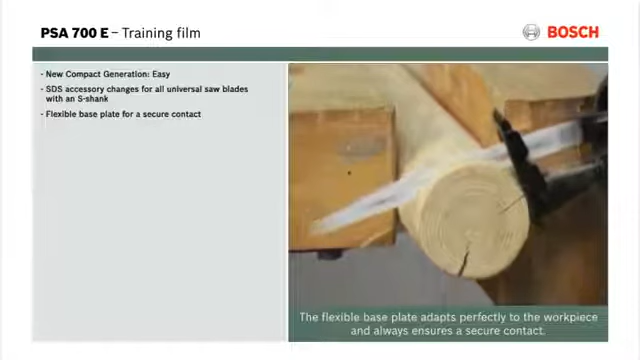 PSA 700 E – Training film
BOSCH
- New Compact Generation: Easy
- SDS accessory changes for all universal saw blades
with an S-shank
- Flexible base plate for a secure contact
The flexible base plate adapts perfectly to the workpiece
and always ensures a secure contact.